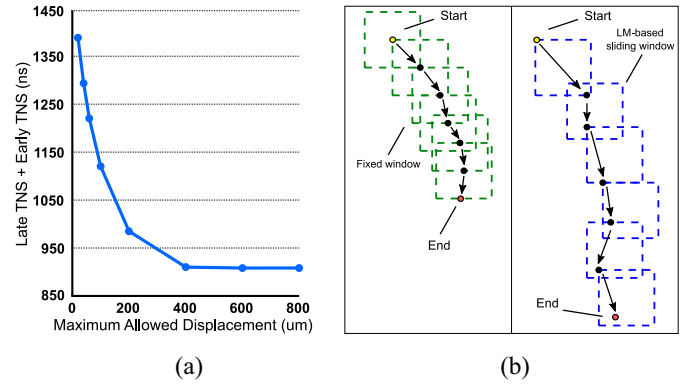 (a)
1450
1350
1250
1150
1050
950
850
Late TNS + Early TNS (ns)
0
200
400
600
800
Maximum Allowed Displacement (um)
(a)
(b)
Start
Fixed window
End
Start
LM-based
sliding window
End
(b)